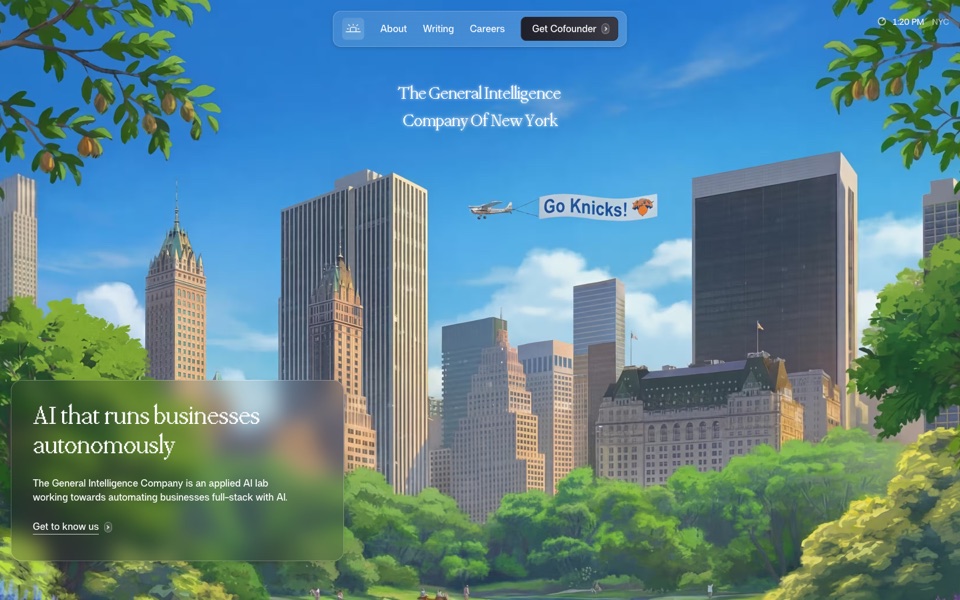 About Writing Careers Get Cofounder
1:20 PM NYC
The General Intelligence
Company Of New York
Go Knicks!
AI that runs businesses
autonomously
The General Intelligence Company is an applied AI lab
working towards automating businesses full-stack with AI.
Get to know us